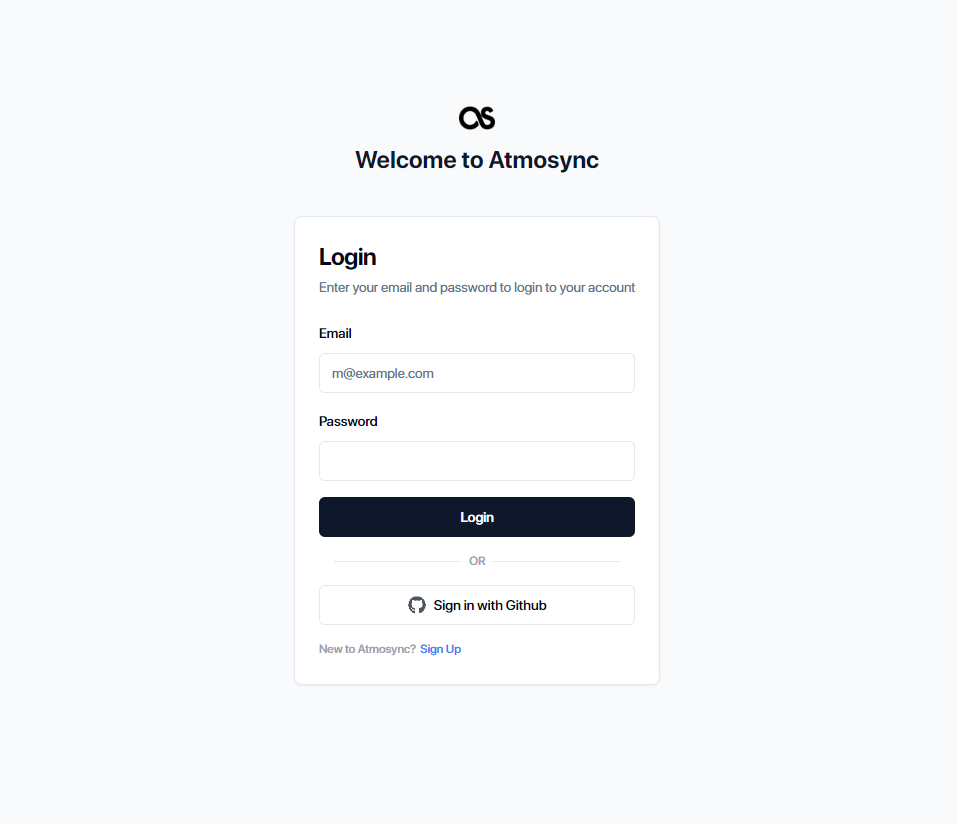 as
Welcome to Atmosync
Login
Enter your email and password to login to your account
Email
m@example.com
Password
Login
OR
Sign in with Github
New to Atmosync? Sign Up